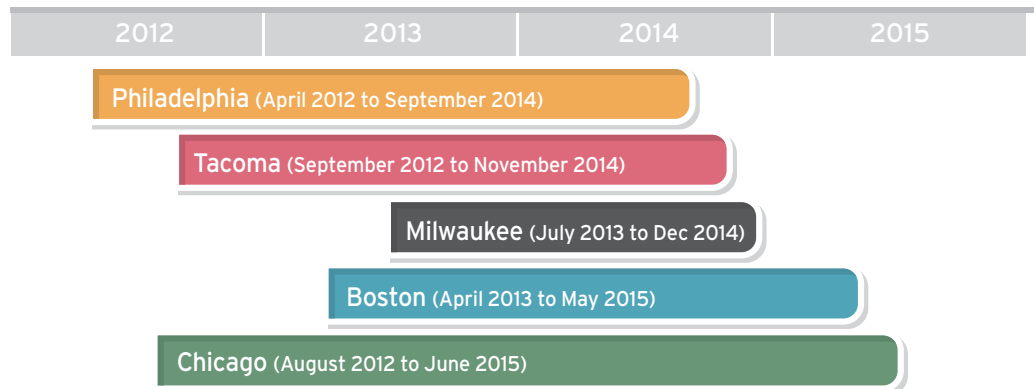 2012 2013 2014 2015
Philadelphia (April 2012 to September 2014)
Tacoma (September 2012 to November 2014)
Milwaukee (July 2013 to Dec 2014)
Boston (April 2013 to May 2015)
Chicago (August 2012 to June 2015)